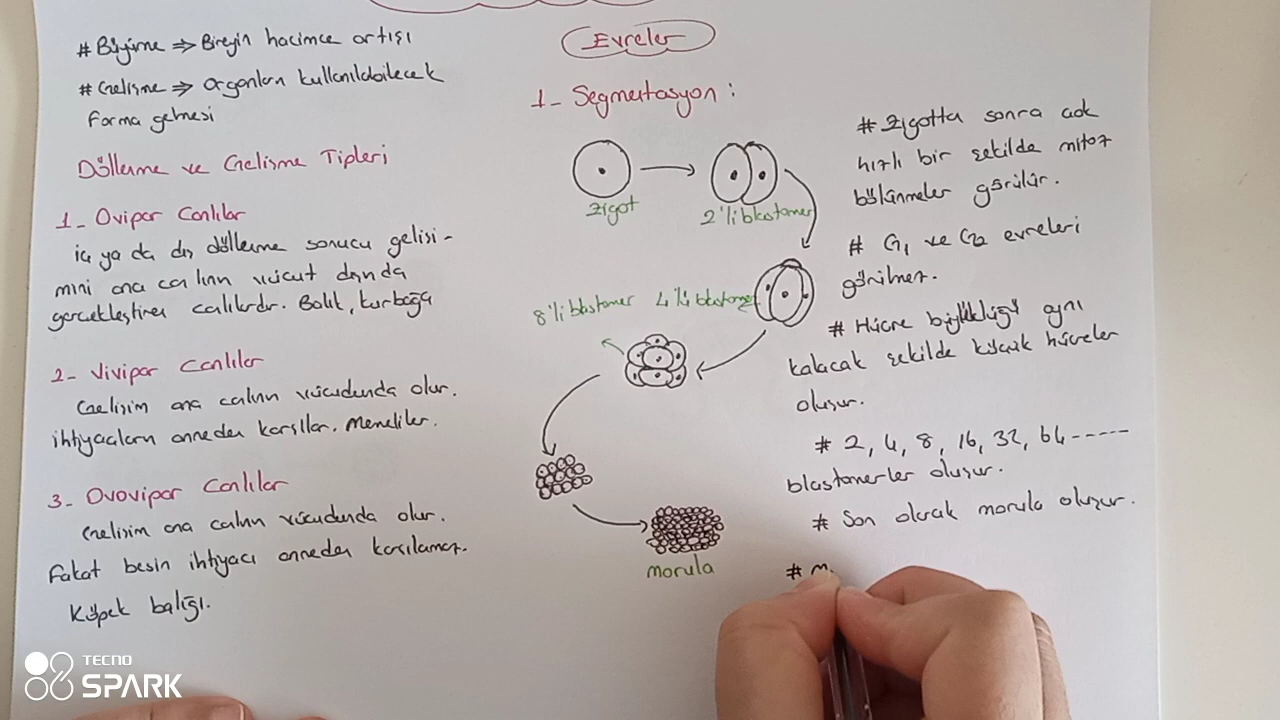 # Büyüme ⇒ Bireyin hacimce artışı
# Gelişme ⇒ Organların kullanılabilecek
forma gelmesi
Döllenme ve Gelişme Tipleri
1- Ovipar Canlılar
iç ya da dış döllenme sonucu gelişi-
mini ana canlının vücut dışında
gerçekleştiren canlılardır. Balık, kurbağa
2- Vivipar Canlılar
Gelişim ana canlının vücudunda olur.
ihtiyaçlarını anneden karşılar. Memeliler.
3- Ovovipar Canlılar
Gelişim ana canlının vücudunda olur.
Fakat besin ihtiyacı anneden karşılamaz.
Köpek balığı.
Evreler
1- Segmentasyon :
zigot
2'li blastomer
8'li blastomer 4'lü blastomer
morula
# Zigottan sonra çok
hızlı bir şekilde mitoz
bölünmeler görülür.
# G1 ve G2 evreleri
görülmez.
# Hücre büyüklüğü aynı
kalacak şekilde küçük hücreler
oluşur.
# 2, 4, 8, 16, 32, 64 -----
blastomerler oluşur.
# Son olarak morula oluşur.
# m
TECNO
SPARK